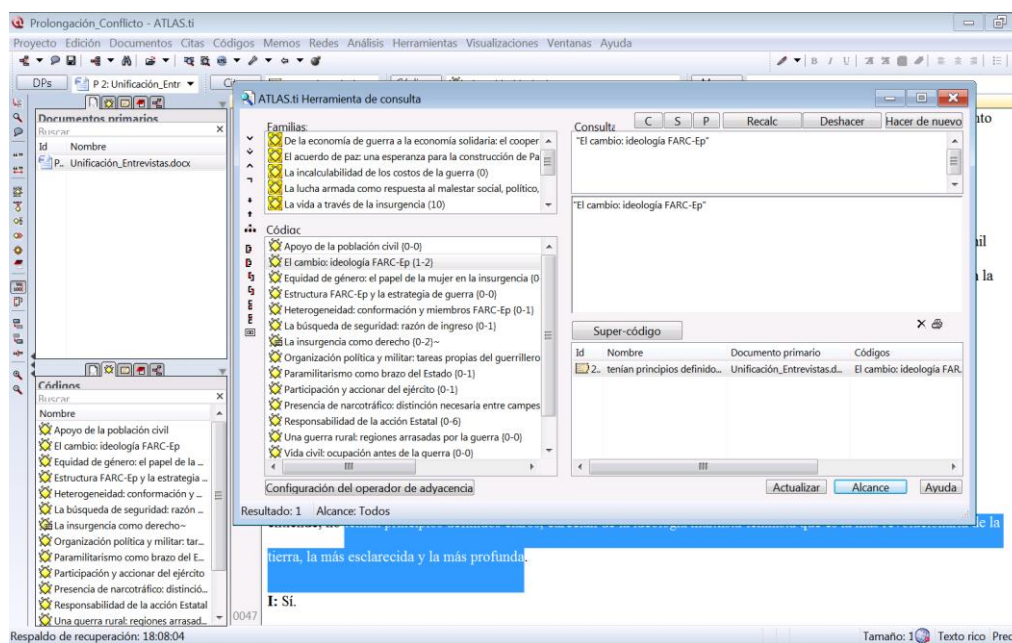 Prolongación_Conflicto - ATLAS.ti
Proyecto Edición Documentos Citas Códigos Memos Redes Análisis Herramientas Visualizaciones Ventanas Ayuda
B I U
DPs P 2: Unificación_Entr
Documentos primarios
Buscar
Id Nombre
P.. Unificación_Entrevistas.docx
Códigos
Buscar
Nombre
Apoyo de la población civil
El cambio: ideología FARC-Ep
Equidad de género: el papel de la ...
Estructura FARC-Ep y la estrategia ...
Heterogeneidad: conformación y ...
La búsqueda de seguridad: razón ...
La insurgencia como derecho~
Organización política y militar: tar...
Paramilitarismo como brazo del E...
Participación y accionar del ejército
Presencia de narcotráfico: distinció...
Responsabilidad de la acción Estatal
Una guerra rural: regiones arrasad...
ATLAS.ti Herramienta de consulta
Familias:
De la economía de guerra a la economía solidaria: el cooper
El acuerdo de paz: una esperanza para la construcción de Pa
La incalculabilidad de los costos de la guerra (0)
La lucha armada como respuesta al malestar social, político,
La vida a través de la insurgencia (10)
Códigc
Apoyo de la población civil {0-0}
El cambio: ideología FARC-Ep {1-2}
Equidad de género: el papel de la mujer en la insurgencia {0
Estructura FARC-Ep y la estrategia de guerra {0-0}
Heterogeneidad: conformación y miembros FARC-Ep {0-1}
La búsqueda de seguridad: razón de ingreso {0-1}
La insurgencia como derecho {0-2}~
Organización política y militar: tareas propias del guerrillero
Paramilitarismo como brazo del Estado {0-1}
Participación y accionar del ejército {0-1}
Presencia de narcotráfico: distinción necesaria entre campes
Responsabilidad de la acción Estatal {0-6}
Una guerra rural: regiones arrasadas por la guerra {0-0}
Vida civil: ocupación antes de la guerra {0-0}
Configuración del operador de adyacencia
Resultado: 1 Alcance: Todos
Consulta C S P Recalc Deshacer Hacer de nuevo
"El cambio: ideología FARC-Ep"
"El cambio: ideología FARC-Ep"
Super-código
Id Nombre Documento primario Códigos
2.. tenían principios definido... Unificación_Entrevistas.d... El cambio: ideología FAR.
Actualizar Alcance Ayuda
nto
nil
n la
de la
tierra, la más esclarecida y la más profunda.
I: Sí.
0047
Respaldo de recuperación: 18:08:04
Tamaño: 1 Texto rico Prec